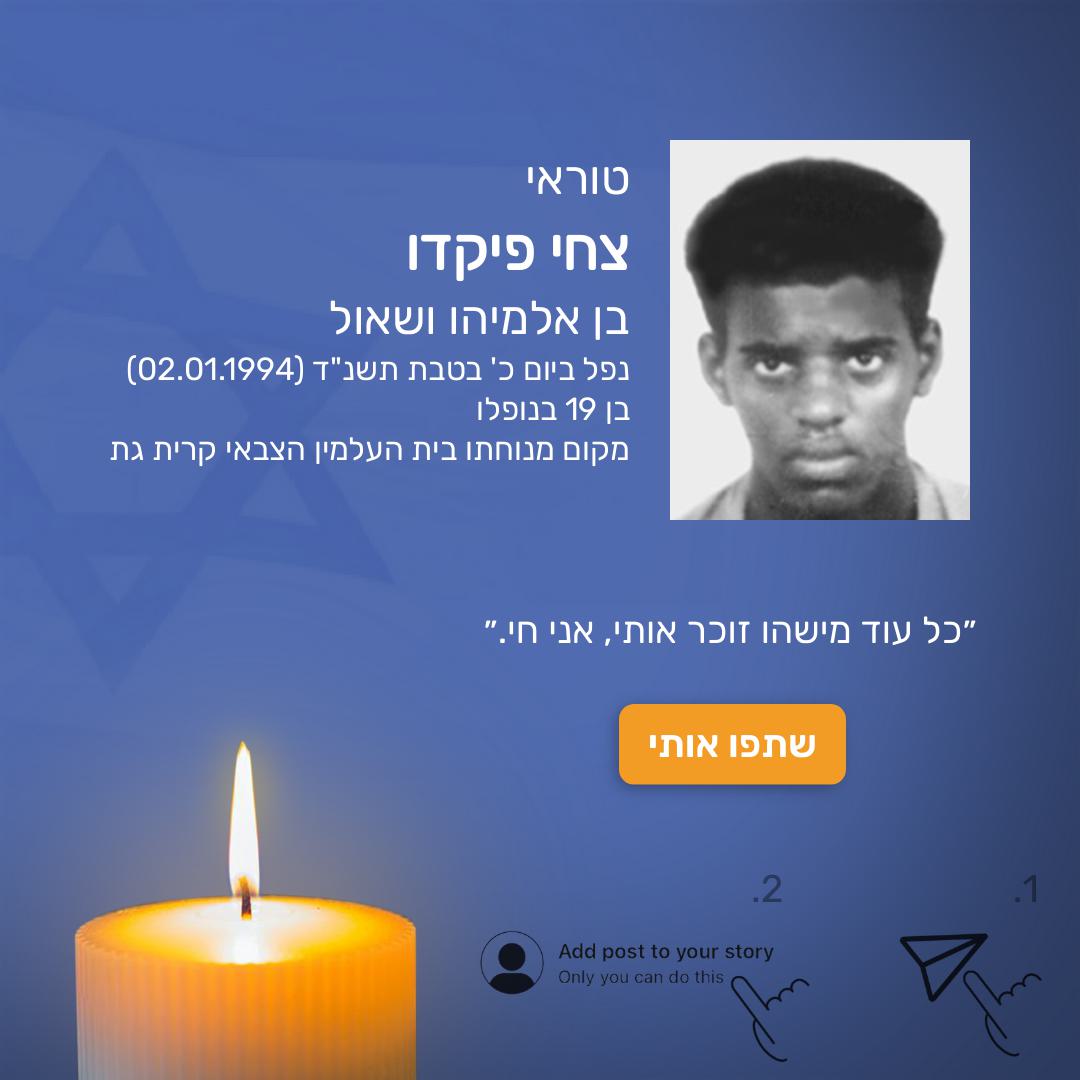 טוראי
צחי פיקדו
בן אלמיהו ושאול
נפל ביום כ' בטבת תשנ"ד (02.01.1994)
בן 19 בנופלו
מקום מנוחתו בית העלמין הצבאי קרית גת
"כל עוד מישהו זוכר אותי, אני חי."
שתפו אותי
1.
2.
Add post to your story
Only you can do this